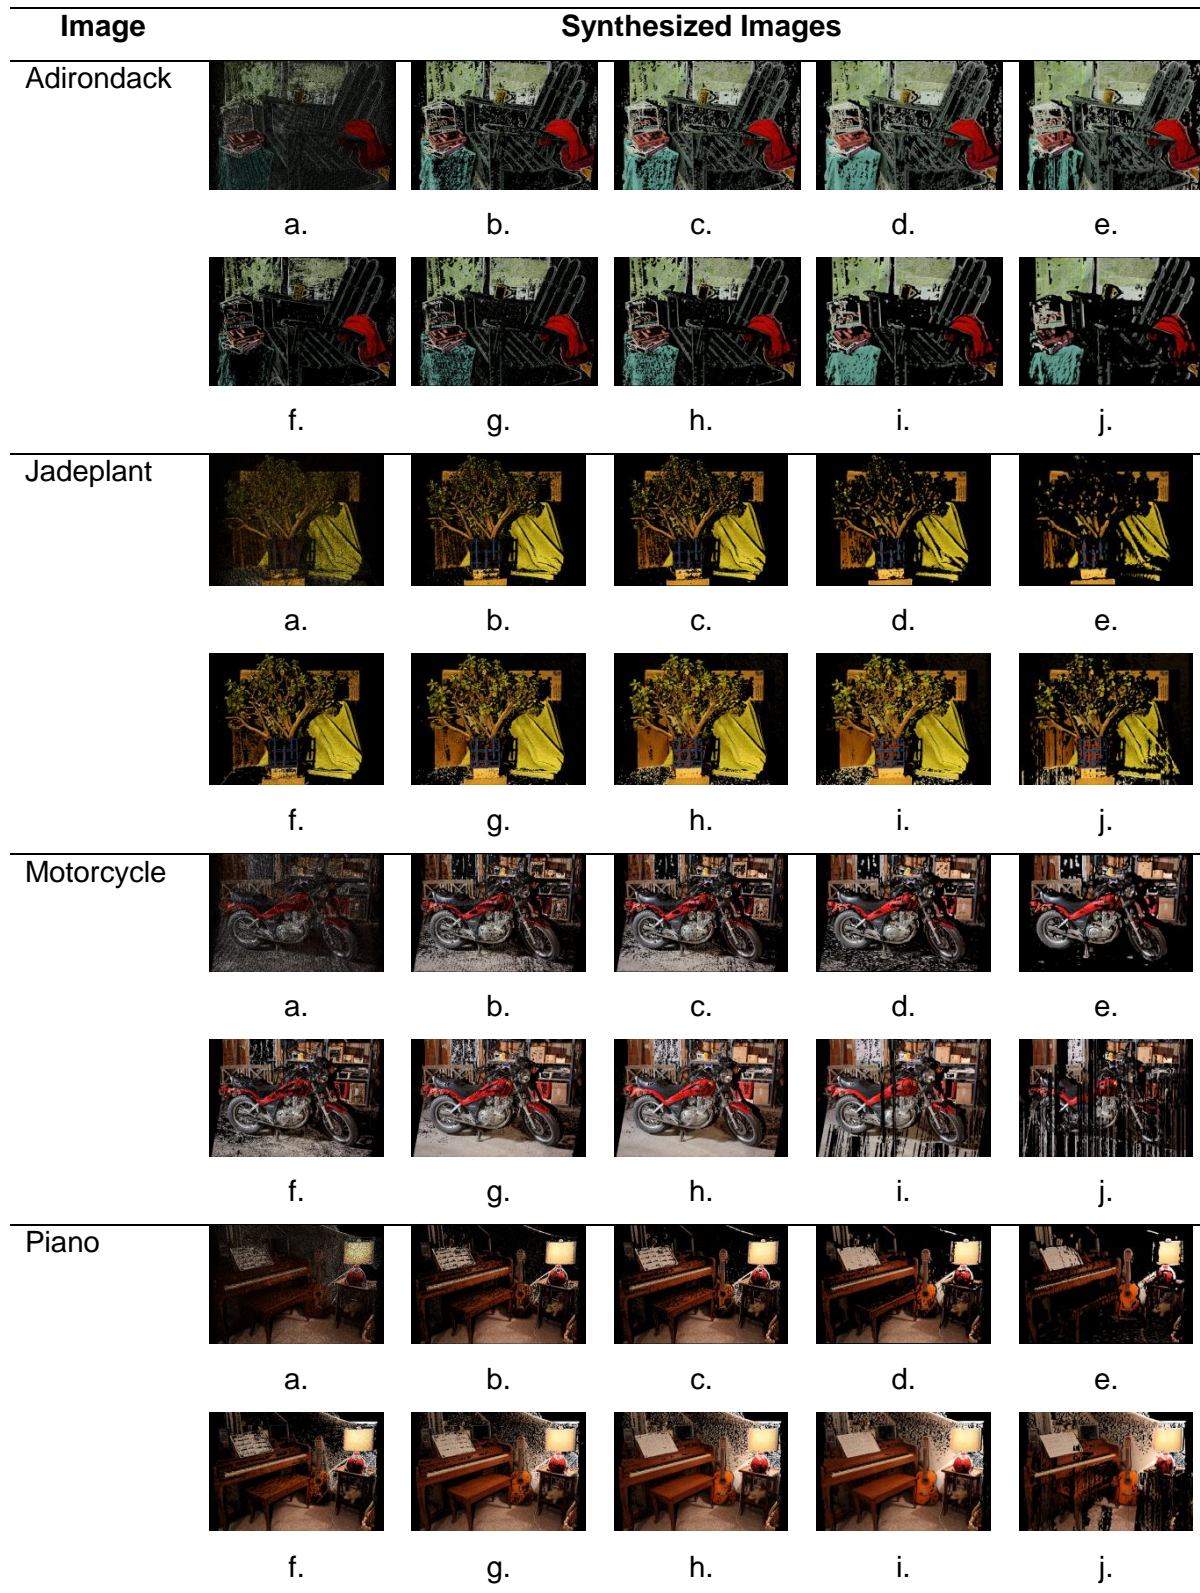 Image Synthesized Images
Adirondack
a. b. c. d. e.
f. g. h. i. j.
Jadeplant
a. b. c. d. e.
f. g. h. i. j.
Motorcycle
a. b. c. d. e.
f. g. h. i. j.
Piano
a. b. c. d. e.
f. g. h. i. j.